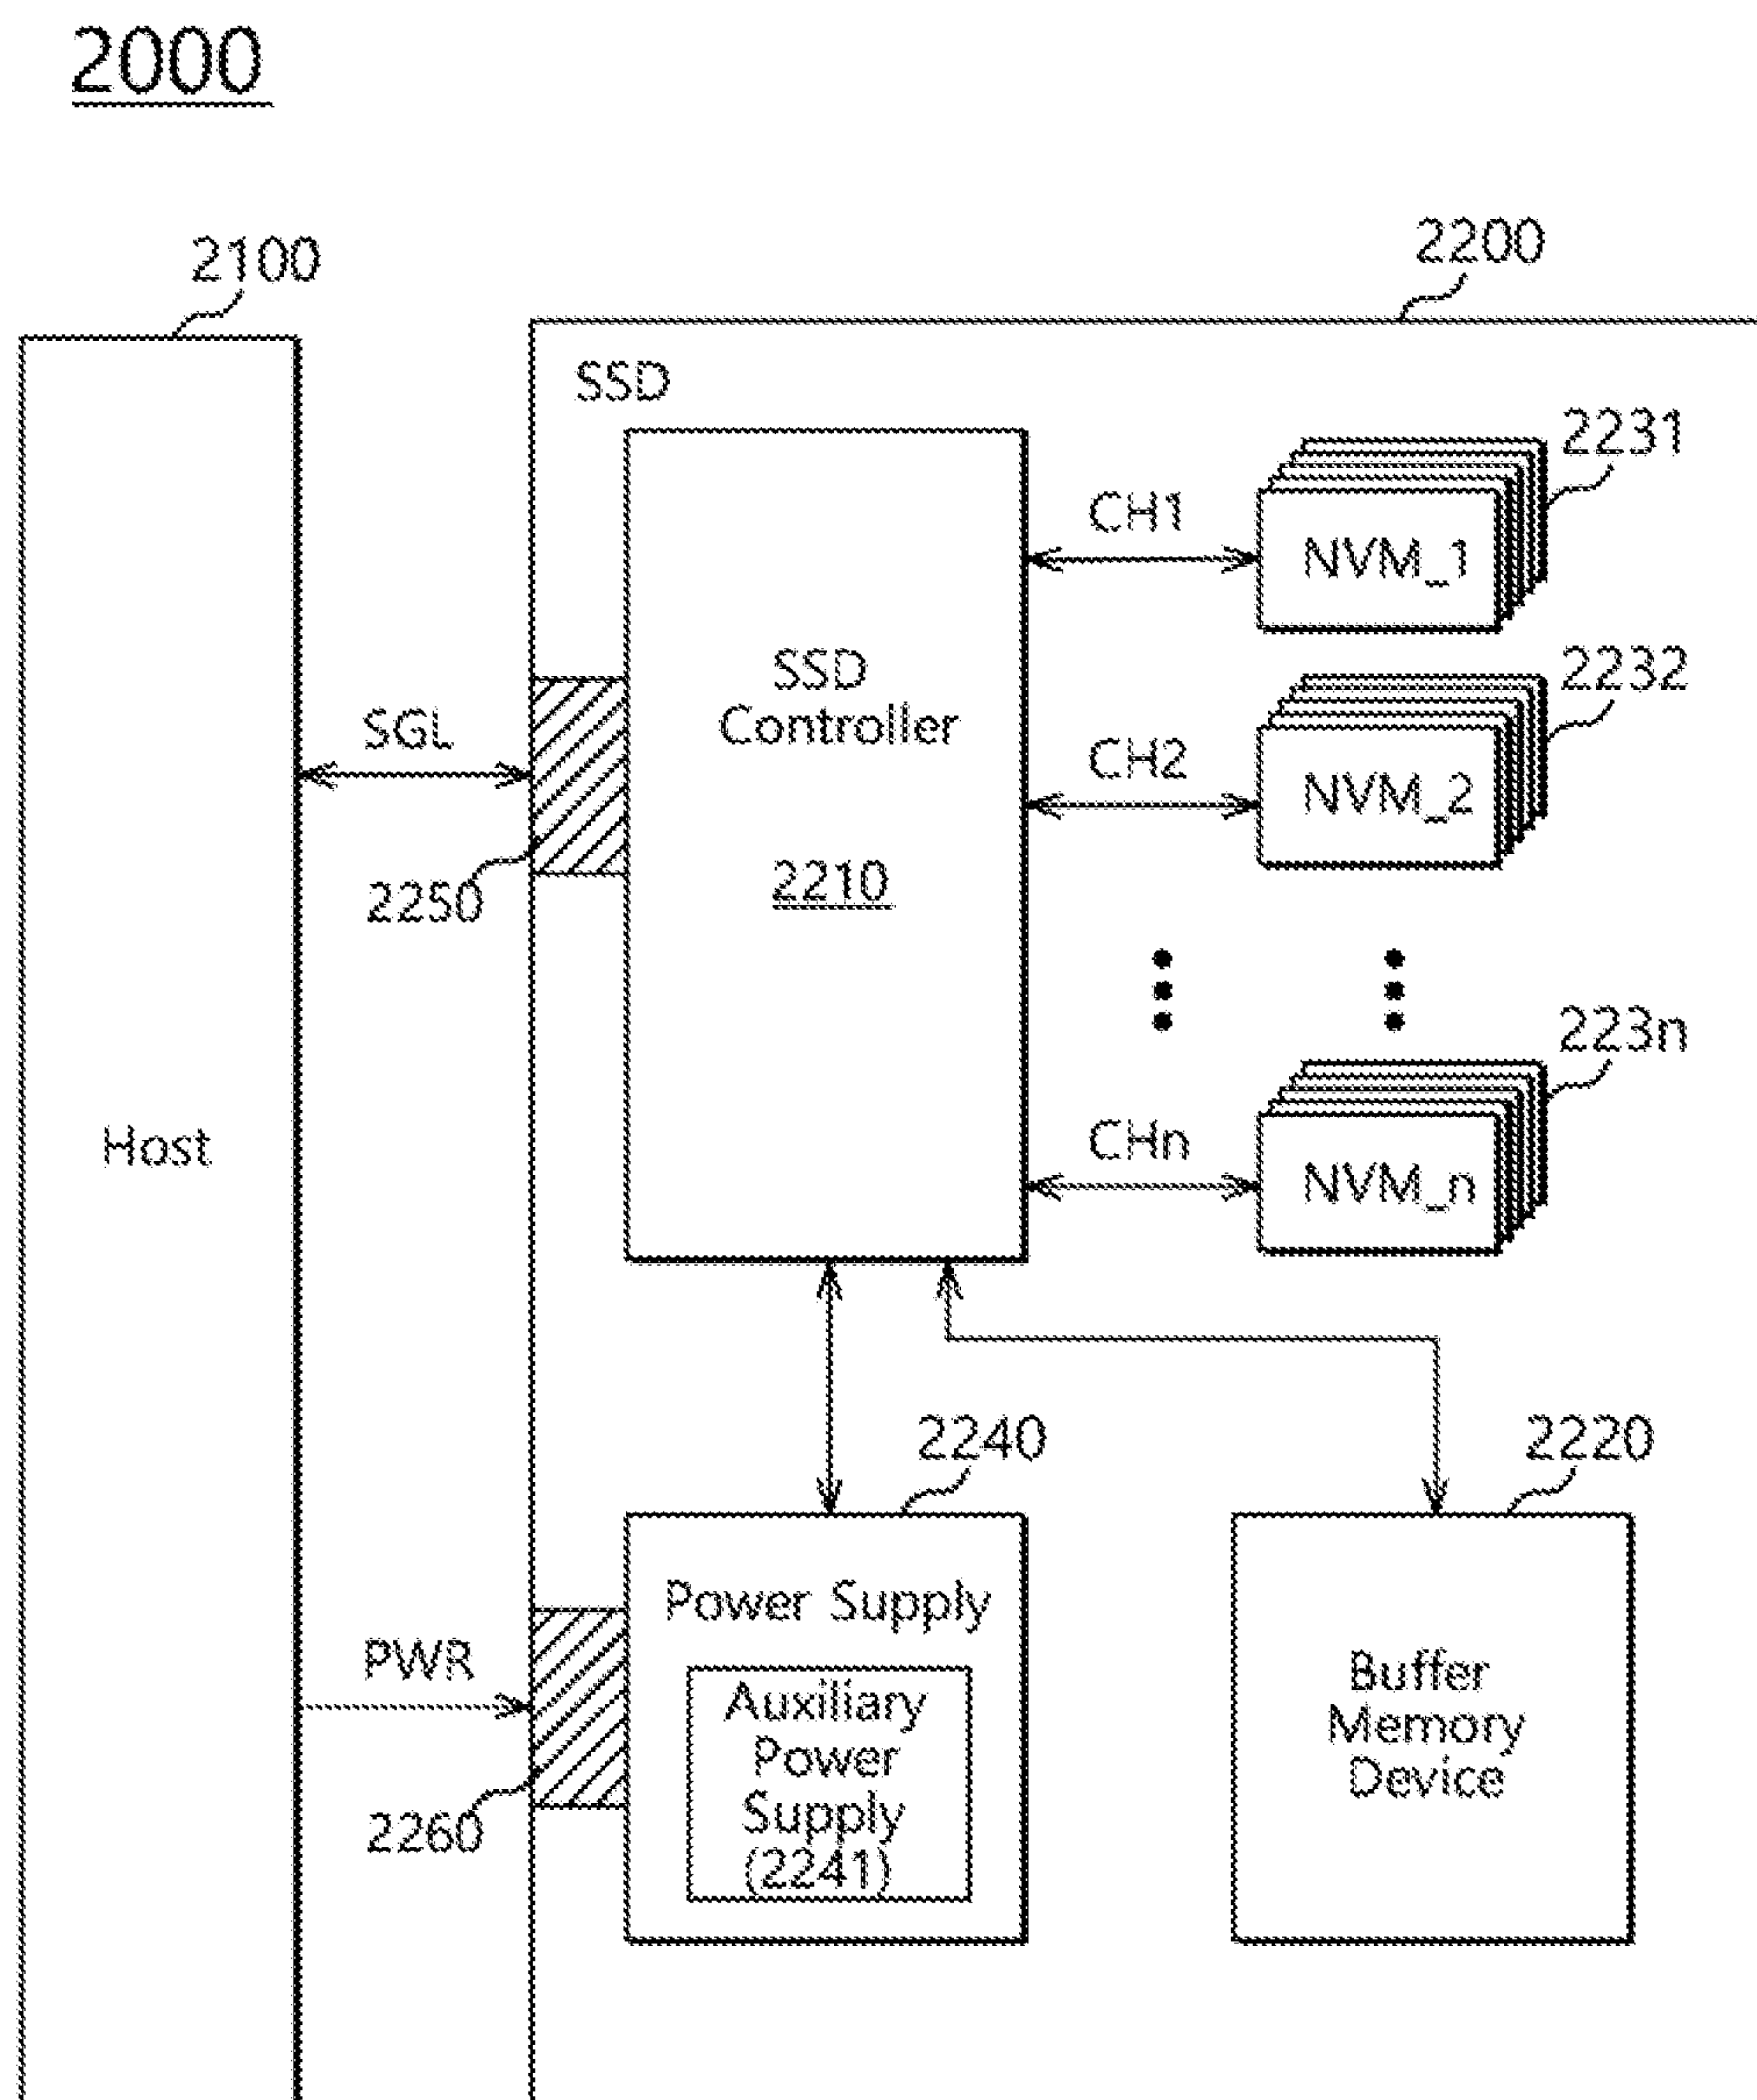 2000
2100
2200
SSD
2231
CH1
NVM_1
2232
SSD
Controller
SGL
CH2
NVM_2
2210
2250
223n
CHn
NVM_n
Host
2240
2220
Power Supply
PWR
Auxiliary
Power
Supply
(2241)
Buffer
Memory
Device
2260